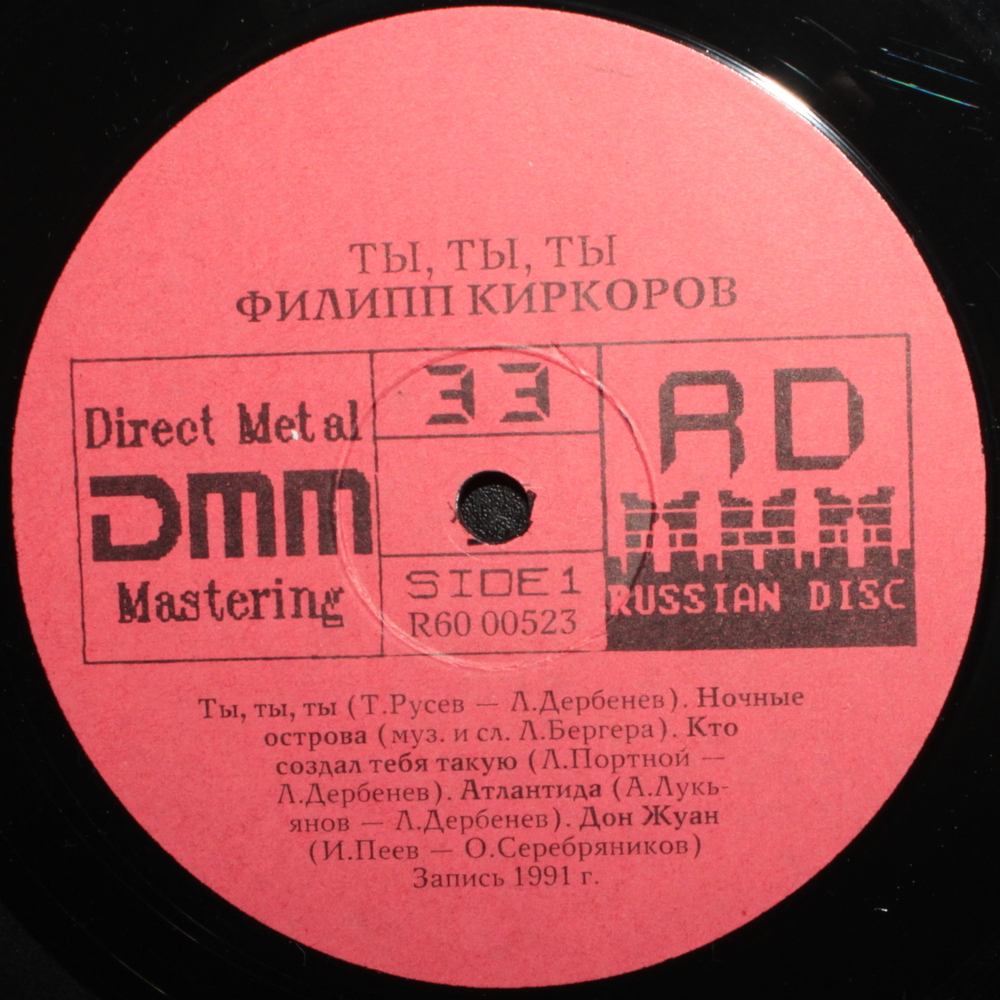 ТЫ, ТЫ, ТЫ
ФИЛИПП КИРКОРОВ
Direct Metal
DMM
Mastering
33
SIDE 1
R60 00523
RD
RUSSIAN DISC
Ты, ты, ты (Т.Русев — Л.Дербенев). Ночные
острова (муз. и сл. Л.Бергера). Кто
создал тебя такую (Л.Портной —
Л.Дербенев). Атлантида (А.Лукь-
янов — Л.Дербенев). Дон Жуан
(И.Пеев — О.Серебряников)
Запись 1991 г.